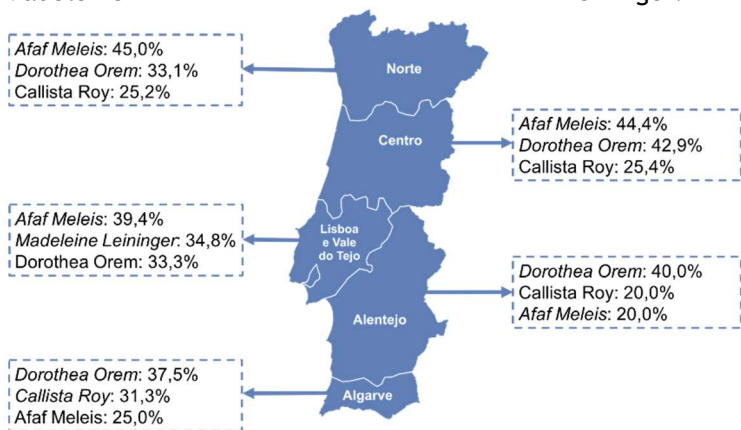 Afaf Meleis: 45,0%
Dorothea Orem: 33,1%
Callista Roy: 25,2%
Norte
Centro
Afaf Meleis: 44,4%
Dorothea Orem: 42,9%
Callista Roy: 25,4%
Afaf Meleis: 39,4%
Madeleine Leininger: 34,8%
Dorothea Orem: 33,3%
Lisboa
e Vale
do Tejo
Dorothea Orem: 40,0%
Callista Roy: 20,0%
Afaf Meleis: 20,0%
Alentejo
Dorothea Orem: 37,5%
Callista Roy: 31,3%
Afaf Meleis: 25,0%
Algarve